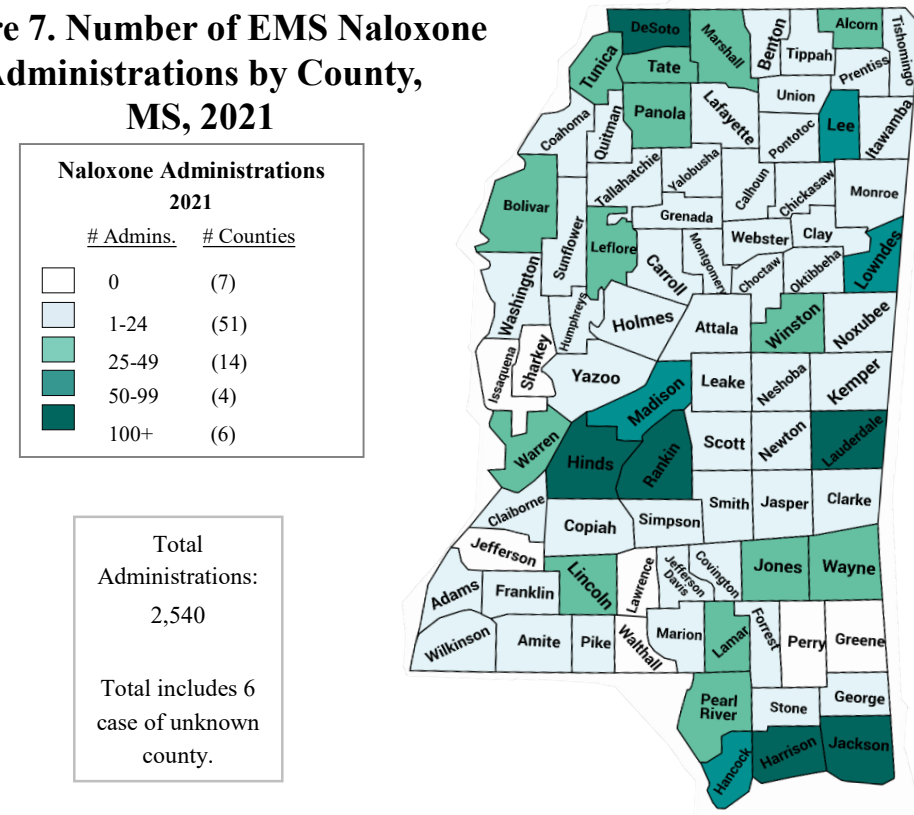 re 7. Number of EMS Naloxone
Administrations by County,
MS, 2021
Naloxone Administrations
2021
# Admins. # Counties
0 (7)
1-24 (51)
25-49 (14)
50-99 (4)
100+ (6)
Total
Administrations:
2,540
Total includes 6
case of unknown
county.
DeSoto
Marshall
Benton
Tippah
Alcorn
Tishomingo
Tunica
Tate
Prentiss
Panola
Lafayette
Union
Lee
Itawamba
Coahoma
Quitman
Pontotoc
Tallahatchie
Yalobusha
Calhoun
Chickasaw
Monroe
Bolivar
Sunflower
Leflore
Grenada
Webster
Clay
Lowndes
Washington
Humphreys
Carroll
Montgomery
Choctaw
Oktibbeha
Holmes
Attala
Winston
Noxubee
Issaquena
Sharkey
Yazoo
Madison
Leake
Neshoba
Kemper
Warren
Hinds
Rankin
Scott
Newton
Lauderdale
Claiborne
Copiah
Simpson
Smith
Jasper
Clarke
Jefferson
Lincoln
Lawrence
Jefferson
Davis
Covington
Jones
Wayne
Adams
Franklin
Wilkinson
Amite
Pike
Walthall
Marion
Lamar
Forrest
Perry
Greene
Pearl
River
Stone
George
Hancock
Harrison
Jackson